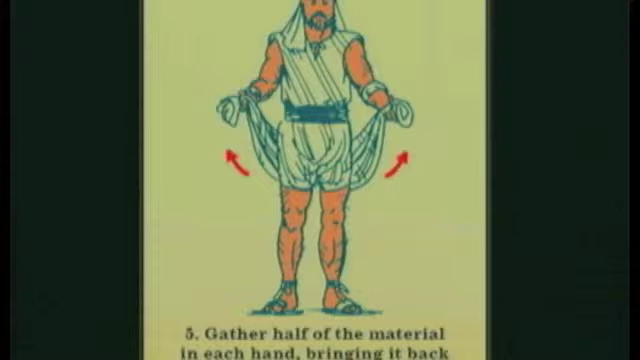 5. Gather half of the material
in each hand, bringing it back